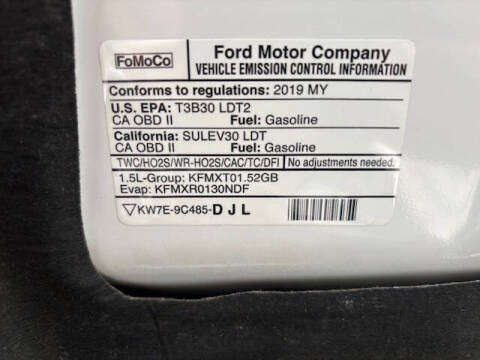 FoMoCo
Ford Motor Company
VEHICLE EMISSION CONTROL INFORMATION
Conforms to regulations: 2019 MY
U.S. EPA: T3B30 LDT2
CA OBD II Fuel: Gasoline
California: SULEV30 LDT
CA OBD II Fuel: Gasoline
TWC/HO2S/WR-HO2S/CAC/TC/DFI No adjustments needed.
1.5L-Group: KFMXT01.52GB
Evap: KFMXR0130NDF
KW7E-9C485-D J L